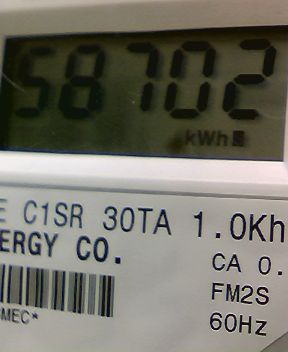 58702
kWh
E C1SR 30TA 1.0Kh
ERGY CO.
CA 0.
FM2S
MEC*
60Hz